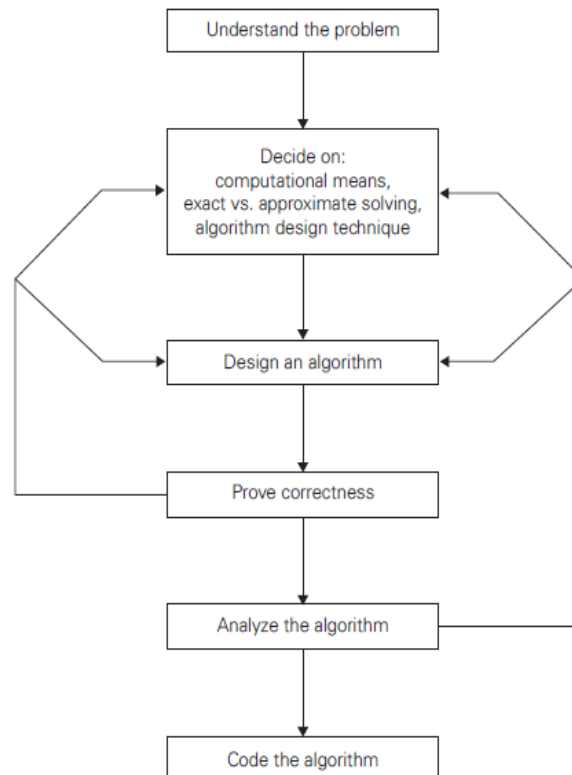 Understand the problem
Decide on:
computational means,
exact vs. approximate solving,
algorithm design technique
Design an algorithm
Prove correctness
Analyze the algorithm
Code the algorithm